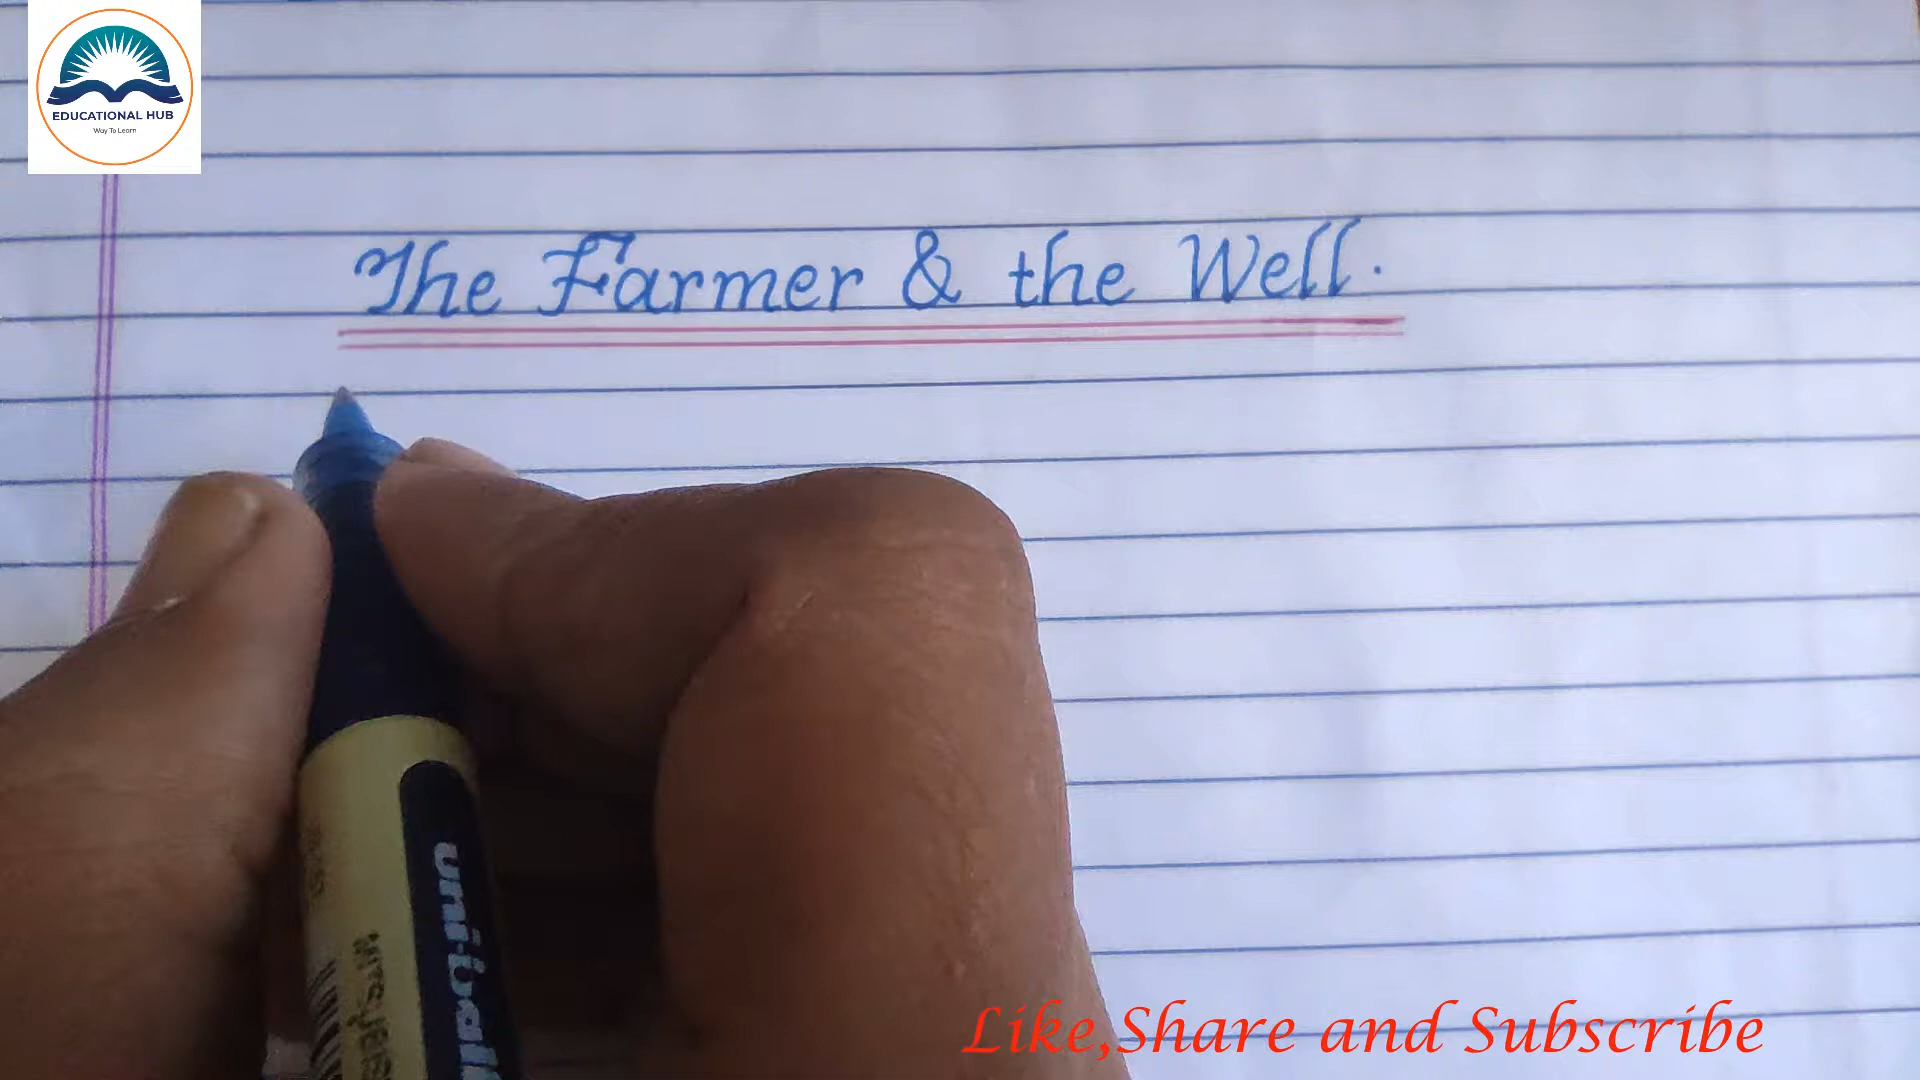 EDUCATIONAL HUB
Way To Learn
The Farmer & the Well.
uni-ball
Like,Share and Subscribe